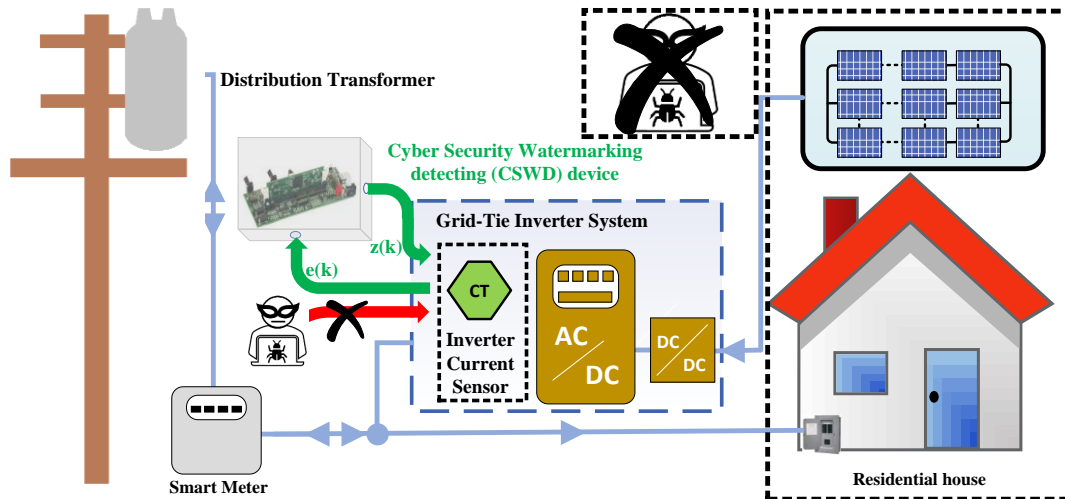 Distribution Transformer
Cyber Security Watermarking
detecting (CSWD) device
Grid-Tie Inverter System
z(k)
e(k)
CT
Inverter
Current
Sensor
AC
DC
DC
DC
Smart Meter
Residential house